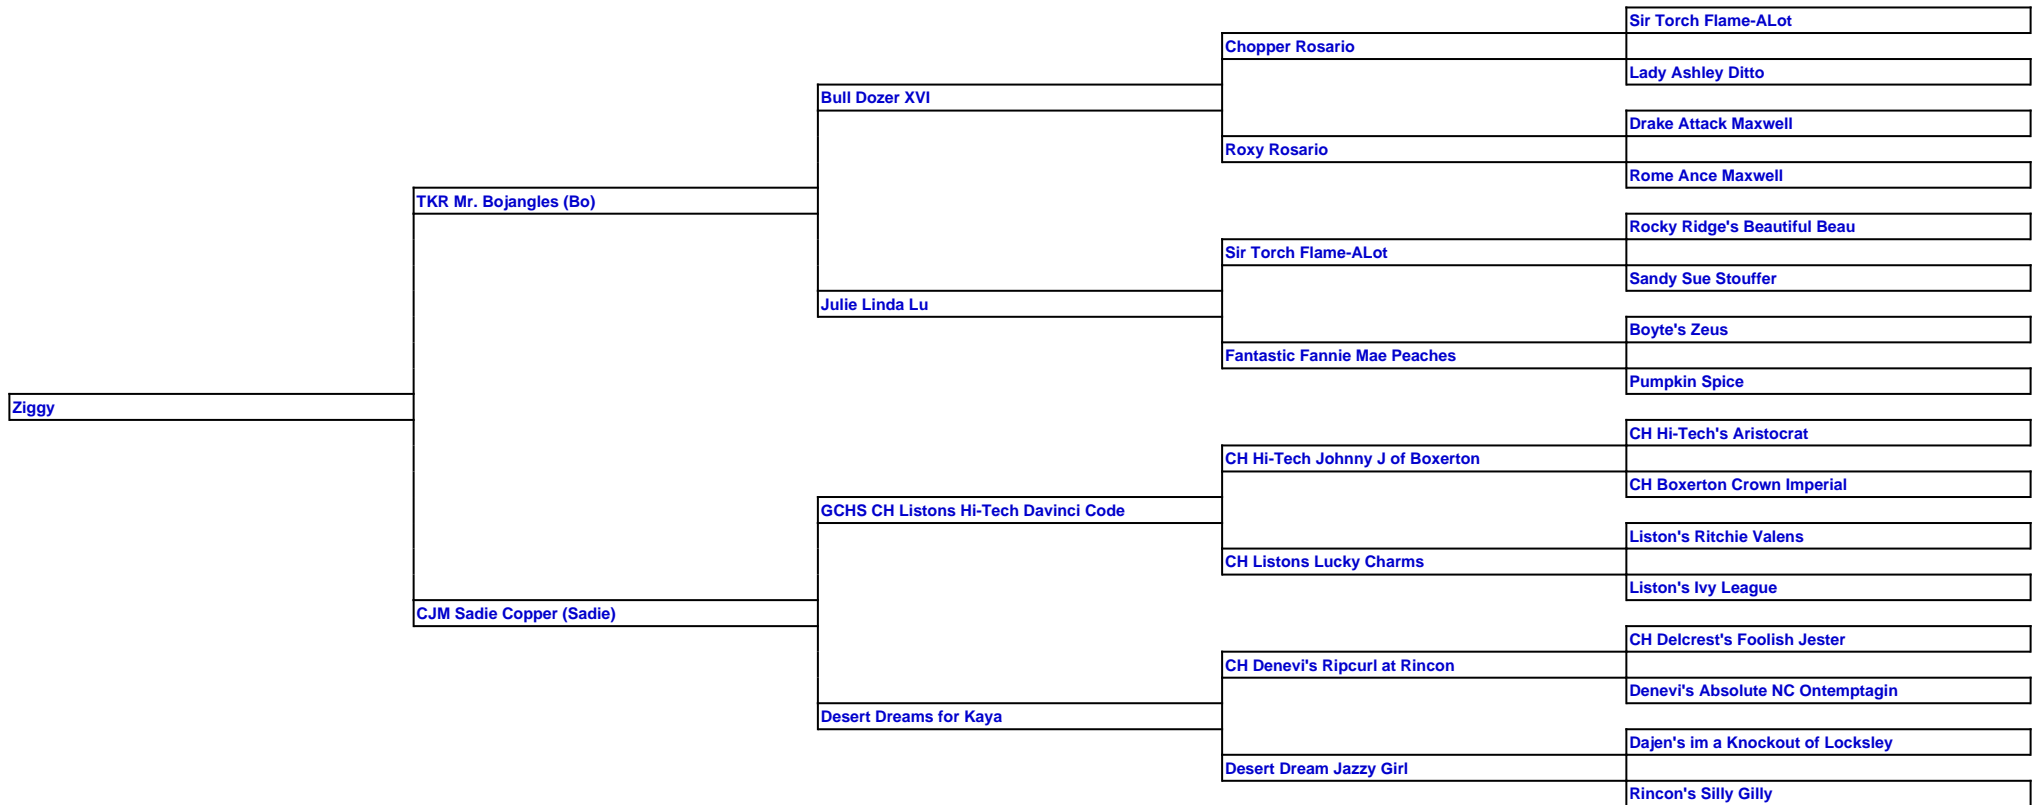 Sir Torch Flame-ALot
Chopper Rosario
Lady Ashley Ditto
Bull Dozer XVI
Drake Attack Maxwell
Roxy Rosario
Rome Ance Maxwell
TKR Mr. Bojangles (Bo)
Rocky Ridge's Beautiful Beau
Sir Torch Flame-ALot
Sandy Sue Stouffer
Julie Linda Lu
Boyte's Zeus
Fantastic Fannie Mae Peaches
Pumpkin Spice
Ziggy
CH Hi-Tech's Aristocrat
CH Hi-Tech Johnny J of Boxerton
CH Boxerton Crown Imperial
GCHS CH Listons Hi-Tech Davinci Code
Liston's Ritchie Valens
CH Listons Lucky Charms
Liston's Ivy League
CJM Sadie Copper (Sadie)
CH Delcrest's Foolish Jester
CH Denevi's Ripcurl at Rincon
Denevi's Absolute NC Ontemptagin
Desert Dreams for Kaya
Dajen's im a Knockout of Locksley
Desert Dream Jazzy Girl
Rincon's Silly Gilly